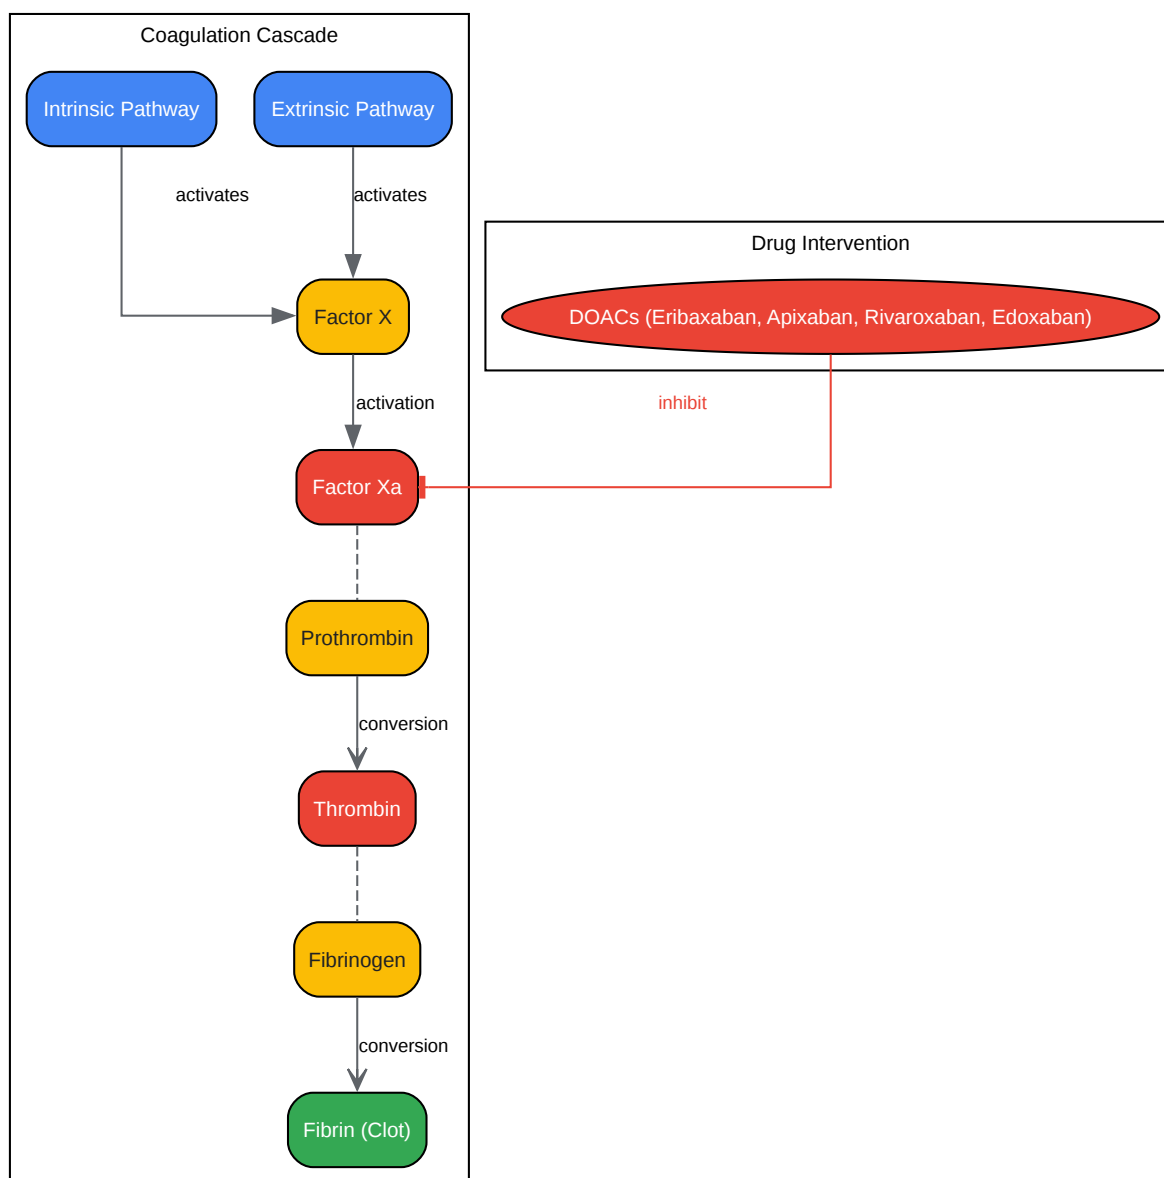 Coagulation Cascade
Intrinsic Pathway
Extrinsic Pathway
activates
activates
Drug Intervention
Factor X
DOACs (Eribaxaban, Apixaban, Rivaroxaban, Edoxaban)
activation
inhibit
Factor Xa
Prothrombin
conversion
Thrombin
Fibrinogen
conversion
Fibrin (Clot)